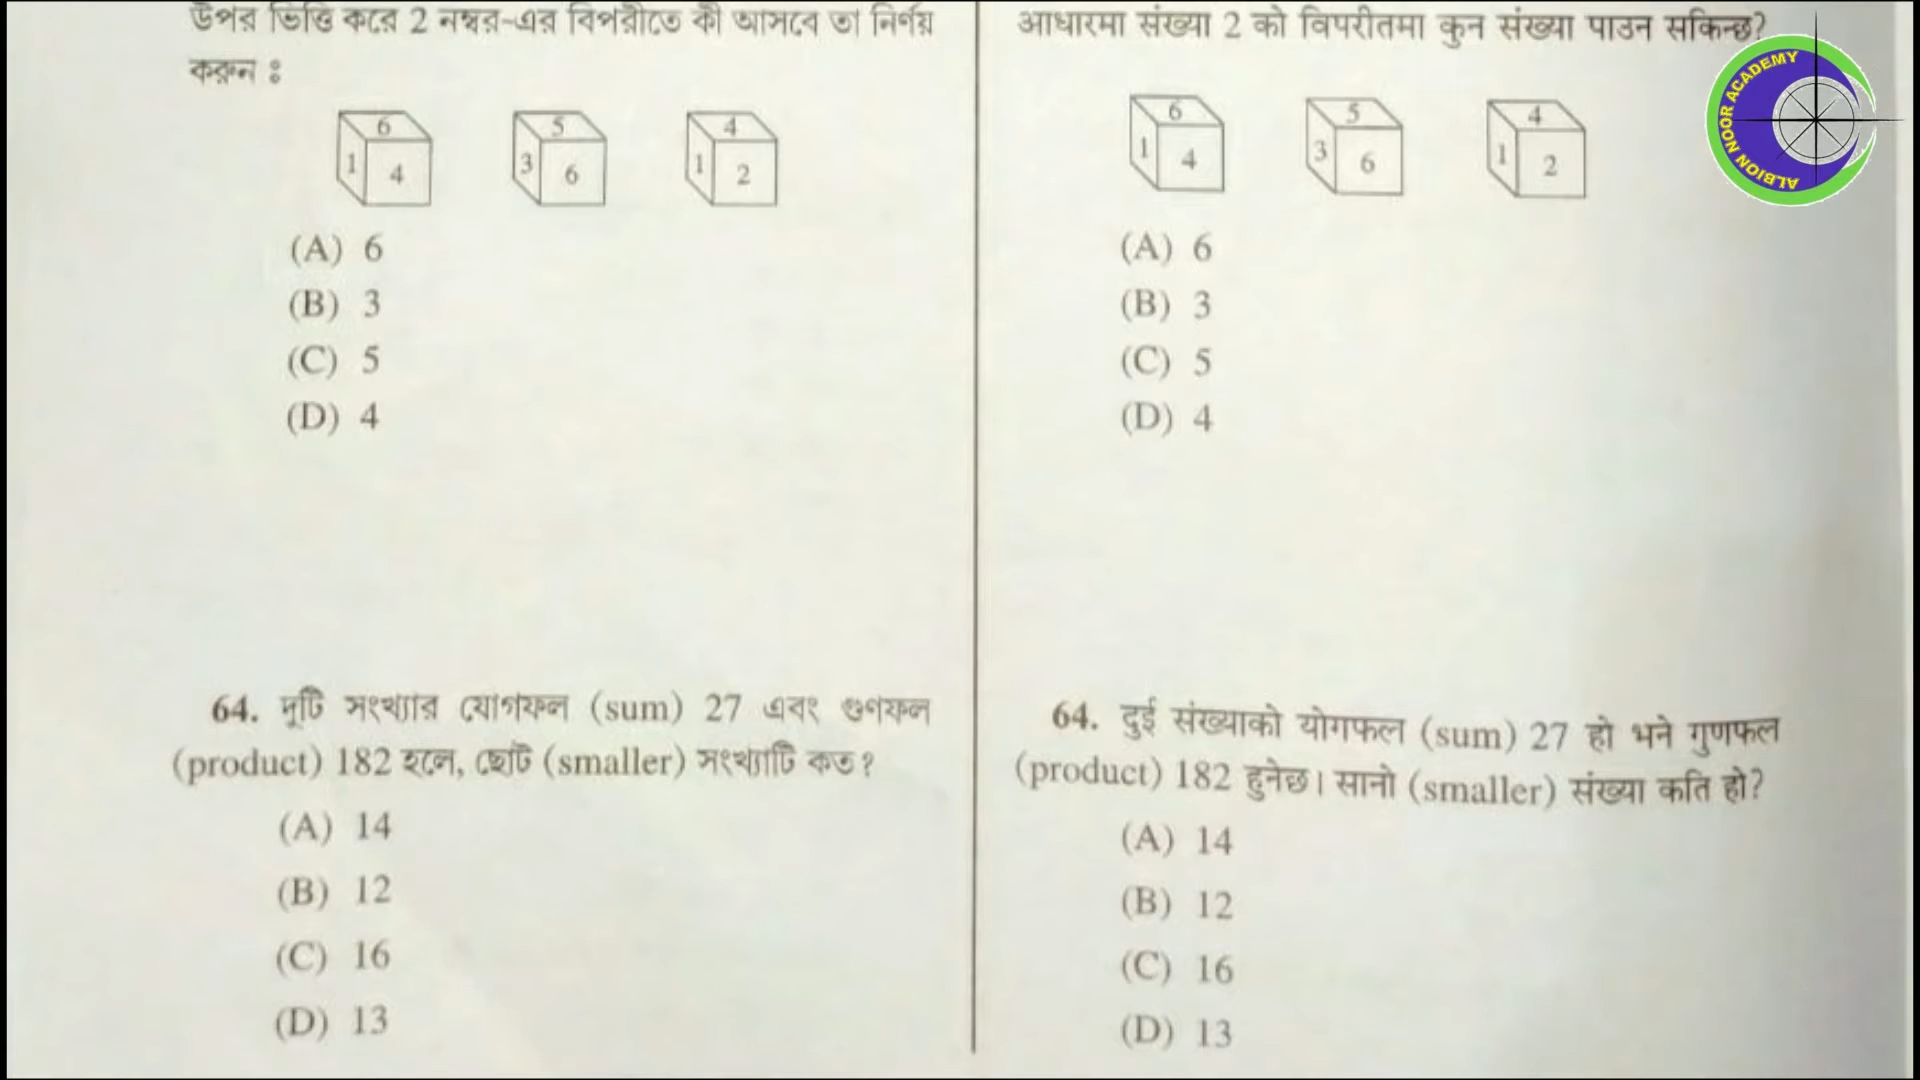 উপর ভিত্তি করে 2 নম্বর-এর বিপরীতে কী আসবে তা নির্ণয়
করুন ঃ
6
1
4
5
3
6
4
1
2
(A) 6
(B) 3
(C) 5
(D) 4
64. দুটি সংখ্যার যোগফল (sum) 27 এবং গুণফল
(product) 182 হলে, ছোট (smaller) সংখ্যাটি কত?
(A) 14
(B) 12
(C) 16
(D) 13
आधारमा संख्या 2 को विपरीतमा कुन संख्या पाउन सकिन्छ?
6
1
4
5
3
6
4
1
2
(A) 6
(B) 3
(C) 5
(D) 4
64. दुई संख्याको योगफल (sum) 27 हो भने गुणफल
(product) 182 हुनेछ। सानो (smaller) संख्या कति हो?
(A) 14
(B) 12
(C) 16
(D) 13
ALBION NOOR ACADEMY